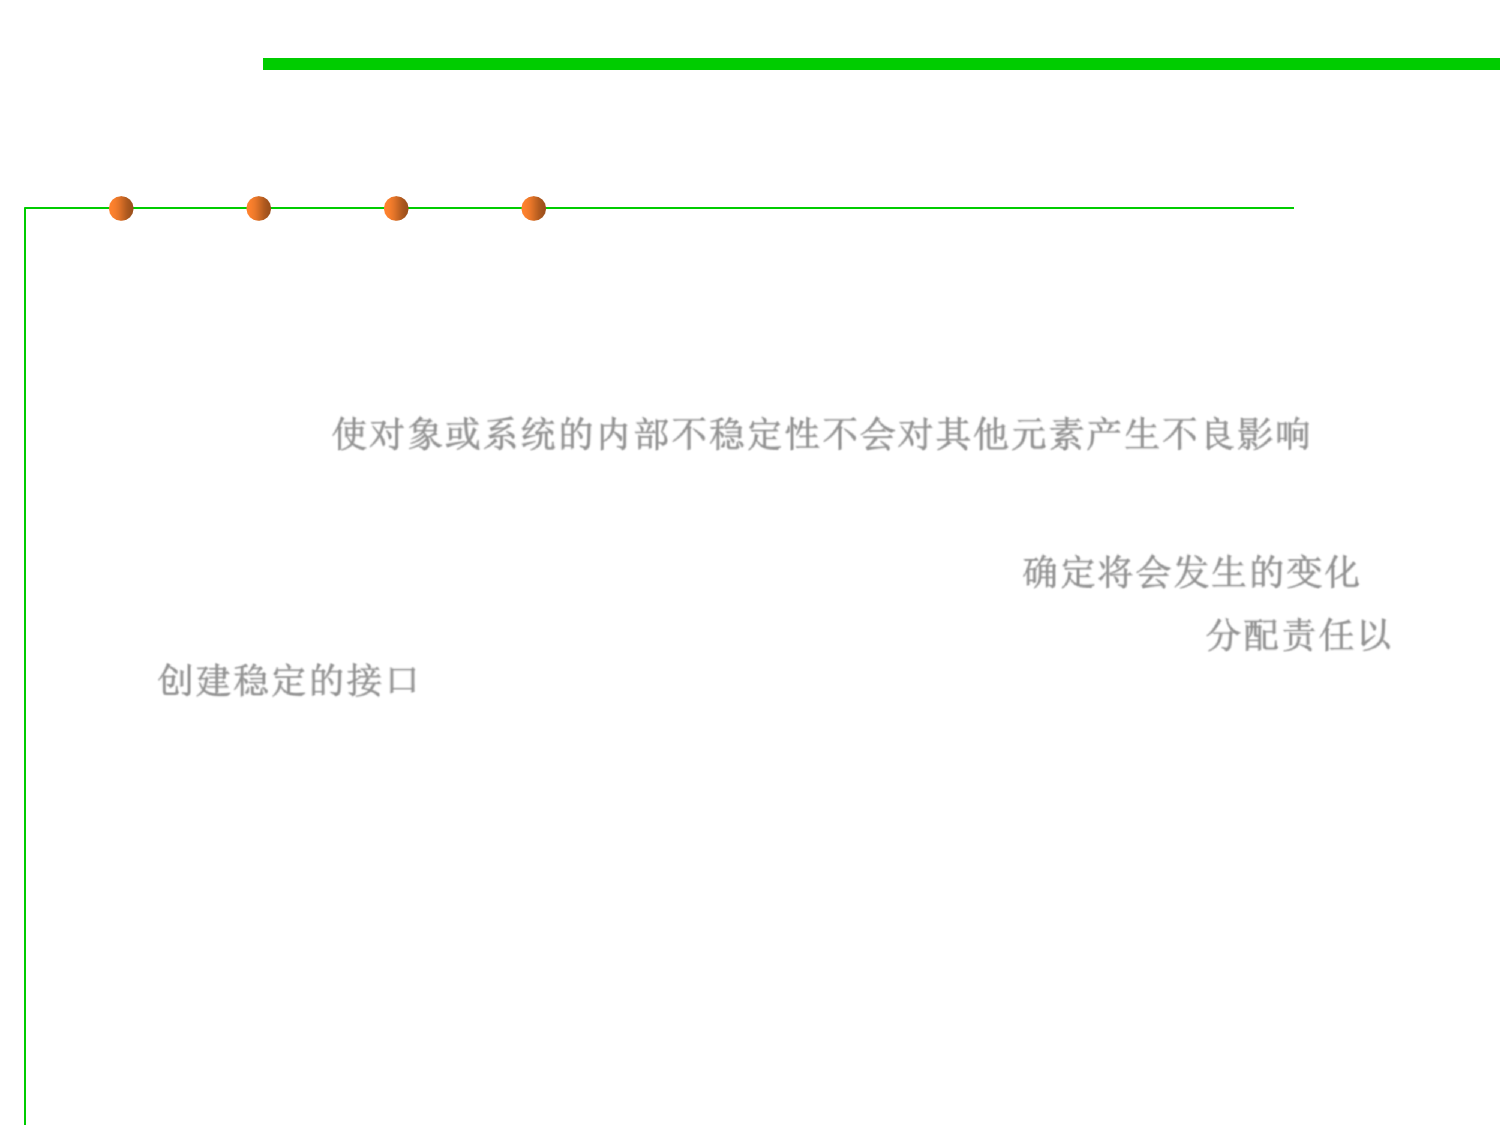 使对象或系统的内部不稳定性不会对其他元素产生不良影响
确定将会发生的变化
分配责任以
创建稳定的接口